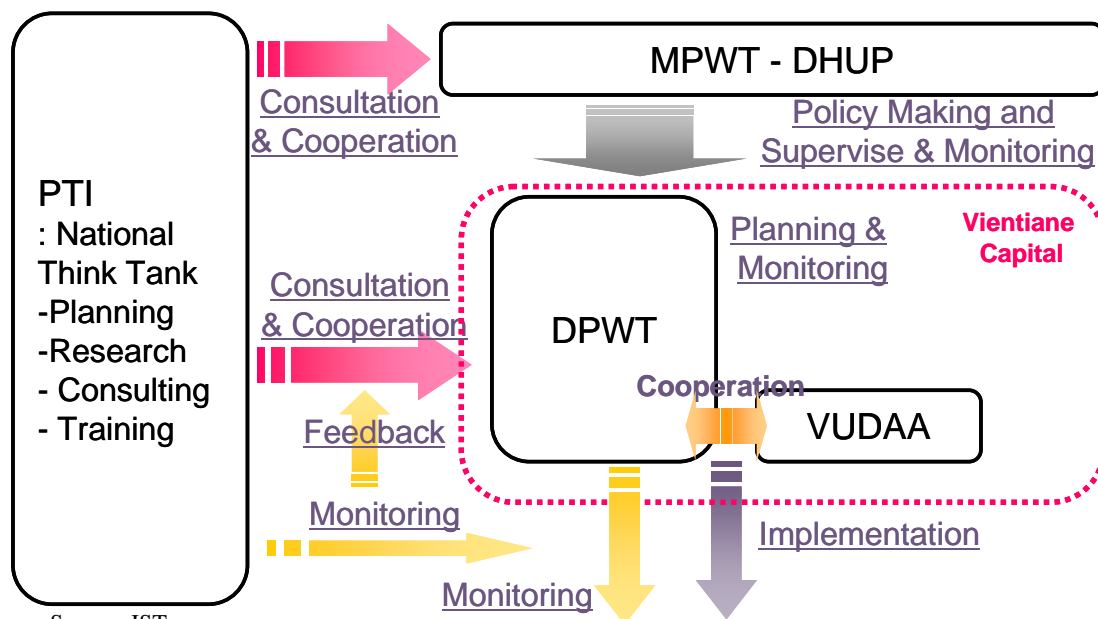 MPWT - DHUP
Consultation
& Cooperation
Policy Making and
Supervise & Monitoring
PTI
: National
Think Tank
-Planning
-Research
- Consulting
- Training
Planning &
Monitoring
Vientiane
Capital
Consultation
& Cooperation
DPWT
Cooperation
VUDAA
Feedback
Monitoring
Implementation
Monitoring